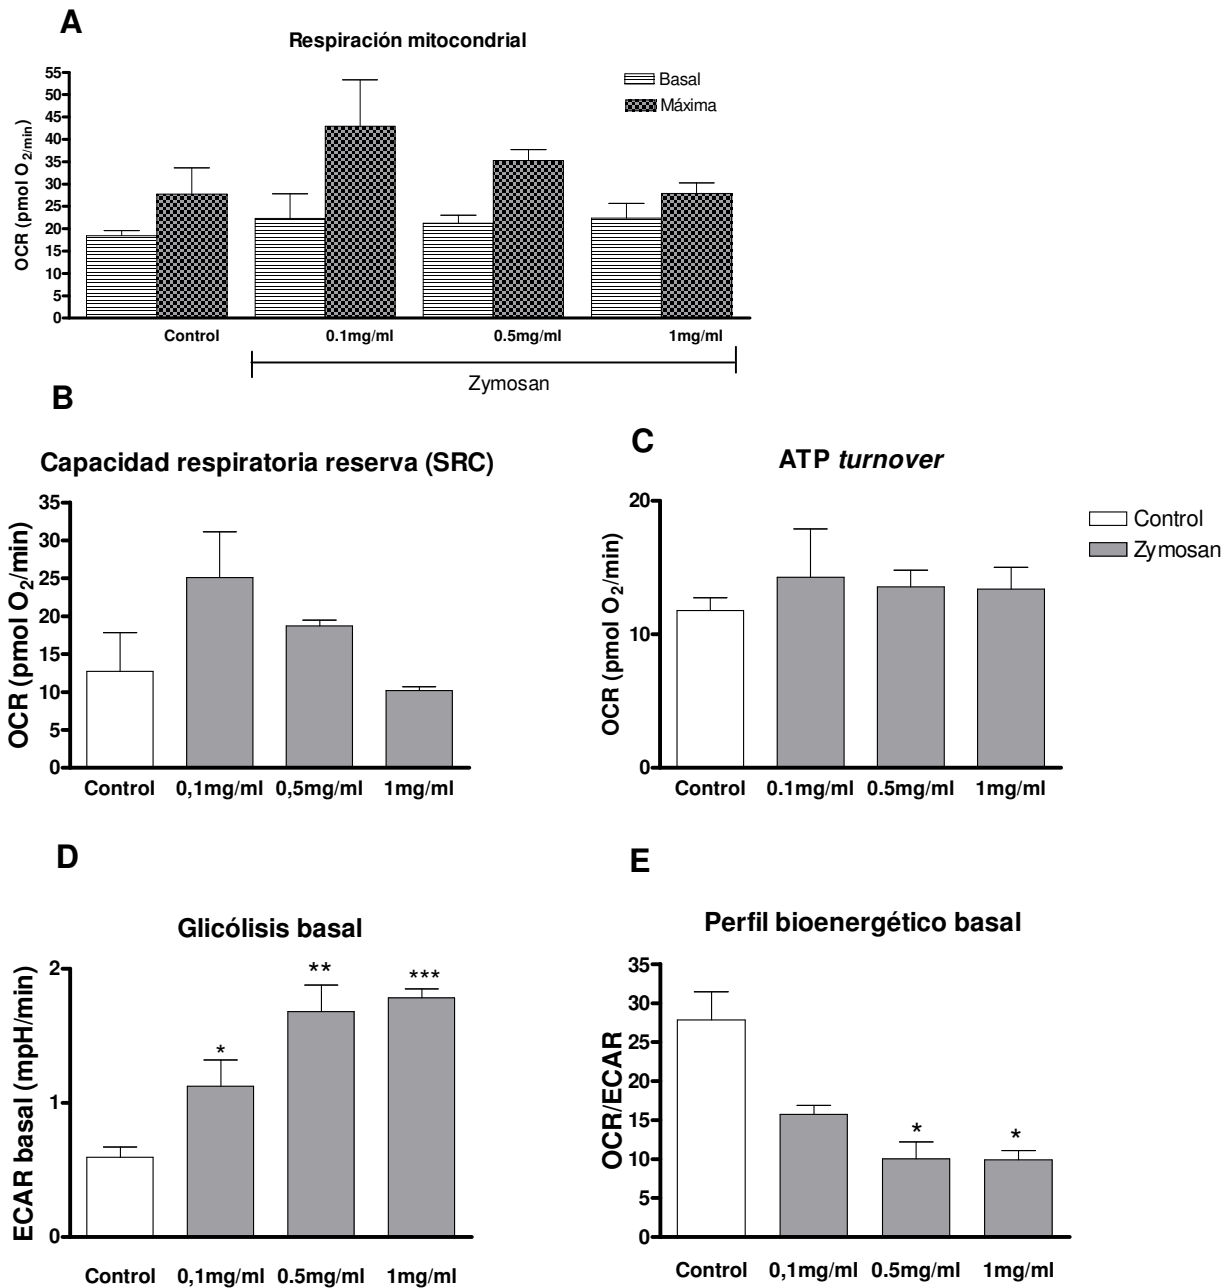 A
Respiración mitocondrial
OCR (pmol O2/min)
55
50
45
40
35
30
25
20
15
10
5
0
Basal
Máxima
Control 0.1mg/ml 0.5mg/ml 1mg/ml
Zymosan
B
Capacidad respiratoria reserva (SRC)
OCR (pmol O2/min)
35
30
25
20
15
10
5
0
Control 0,1mg/ml 0,5mg/ml 1mg/ml
C
ATP turnover
OCR (pmol O2/min)
20
10
0
Control 0.1mg/ml 0.5mg/ml 1mg/ml
Control
Zymosan
D
Glicólisis basal
ECAR basal (mpH/min)
2
1
0
* ** ***
Control 0,1mg/ml 0.5mg/ml 1mg/ml
E
Perfil bioenergético basal
OCR/ECAR
35
30
25
20
15
10
5
0
* *
Control 0,1mg/ml 0.5mg/ml 1mg/ml